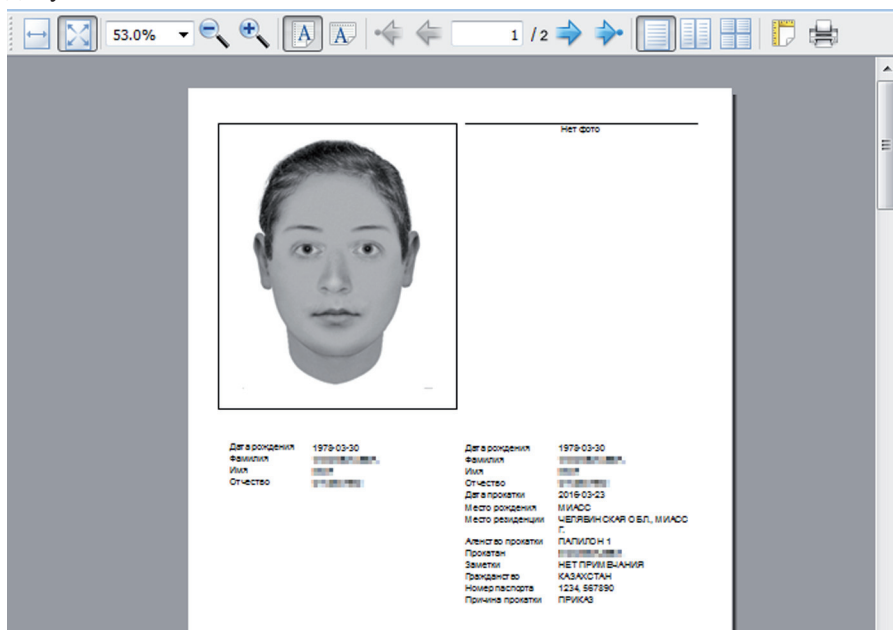 53.0%
A
A
1 / 2
Нет фото
Дата рождения 1978-03-30
Фамилия
Имя
Отчество
Дата рождения 1978-03-30
Фамилия
Имя
Отчество
Дата прокатки 2016-03-23
Место рождения МИАСС
Место резиденции ЧЕЛЯБИНСКАЯ ОБЛ., МИАСС
Г.
Агенство прокатки ПАПИЛОН 1
Прокатан
Заметки НЕТ ПРИМЕЧАНИЯ
Гражданство КАЗАХСТАН
Номер паспорта 1234, 567890
Причина прокатки ПРИКАЗ